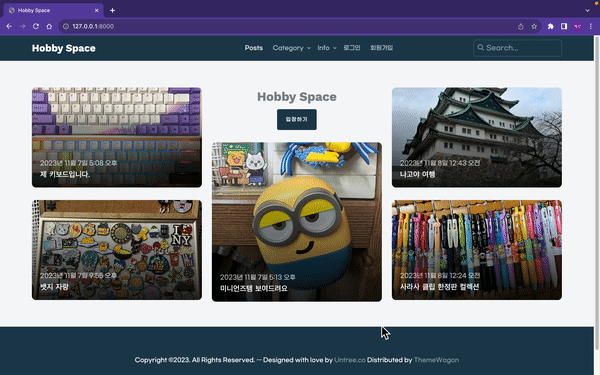 Hobby Space
127.0.0.1:8000
Hobby Space
Posts
Category
Info
로그인
회원가입
Search...
Hobby Space
입장하기
2023년 11월 7일 5:08 오후
제 키보드입니다.
2023년 11월 8일 12:43 오전
나고야 여행
2023년 11월 7일 9:55 오후
뱃지 자랑
I NY
2023년 11월 7일 5:13 오후
미니언즈템 보여드려요
2023년 11월 8일 12:24 오전
사라사 클립 한정판 컬렉션
Copyright ©2023. All Rights Reserved. — Designed with love by Untree.co Distributed by ThemeWagon